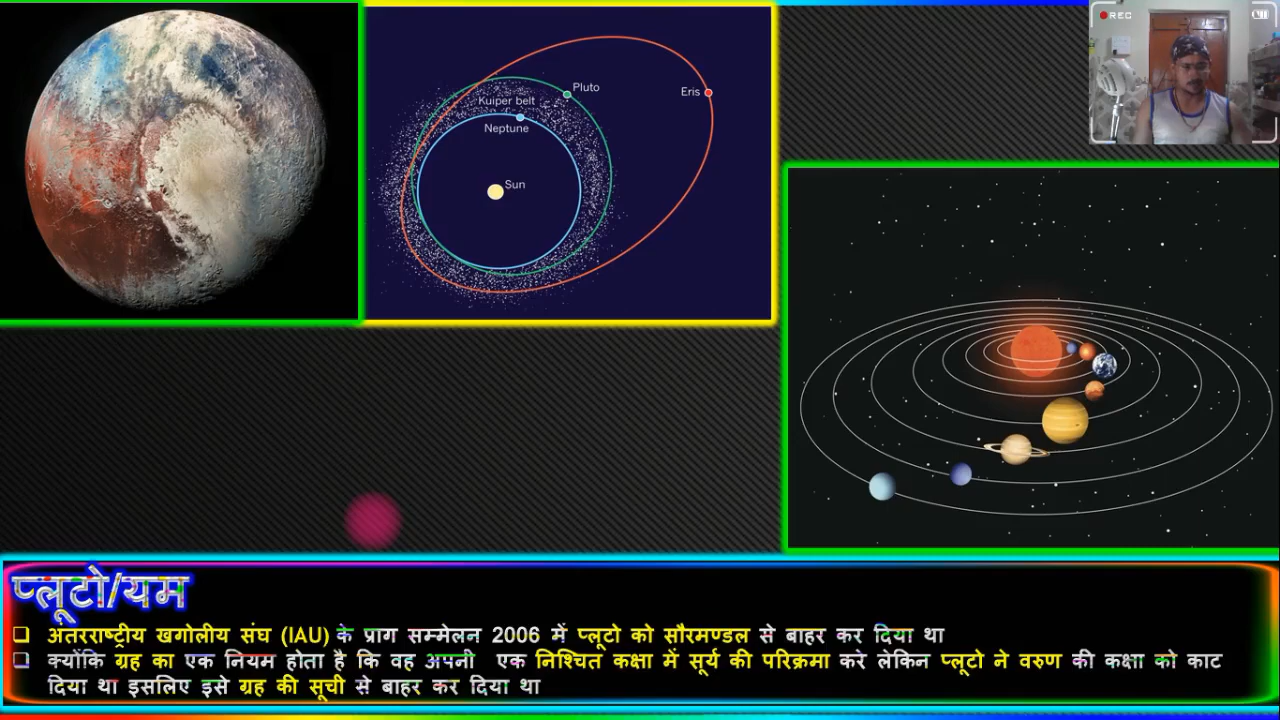 REC
Pluto
Eris
Kuiper belt
Neptune
Sun
प्लूटो/यम
अंतरराष्ट्रीय खगोलीय संघ (IAU) के प्राग सम्मेलन 2006 में प्लूटो को सौरमण्डल से बाहर कर दिया था
क्योंकि ग्रह का एक नियम होता है कि वह अपनी एक निश्चित कक्षा में सूर्य की परिक्रमा करे लेकिन प्लूटो ने वरुण की कक्षा को काट
दिया था इसलिए इसे ग्रह की सूची से बाहर कर दिया था